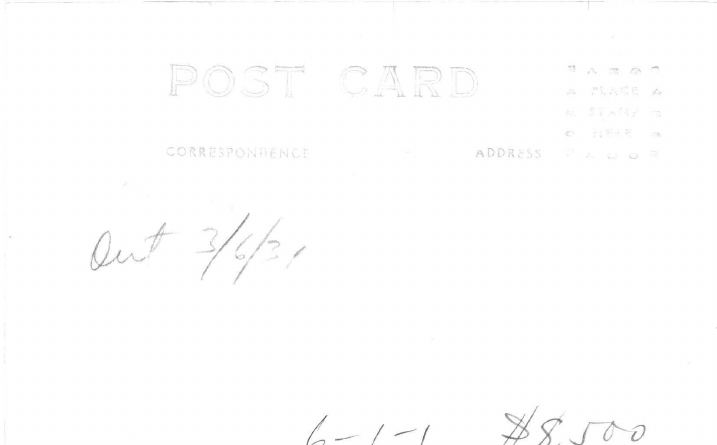 POST CARD
PLACE
STAMP
HERE
CORRESPONDENCE
ADDRESS
Out 3/6/31
6-1-1 $8,500